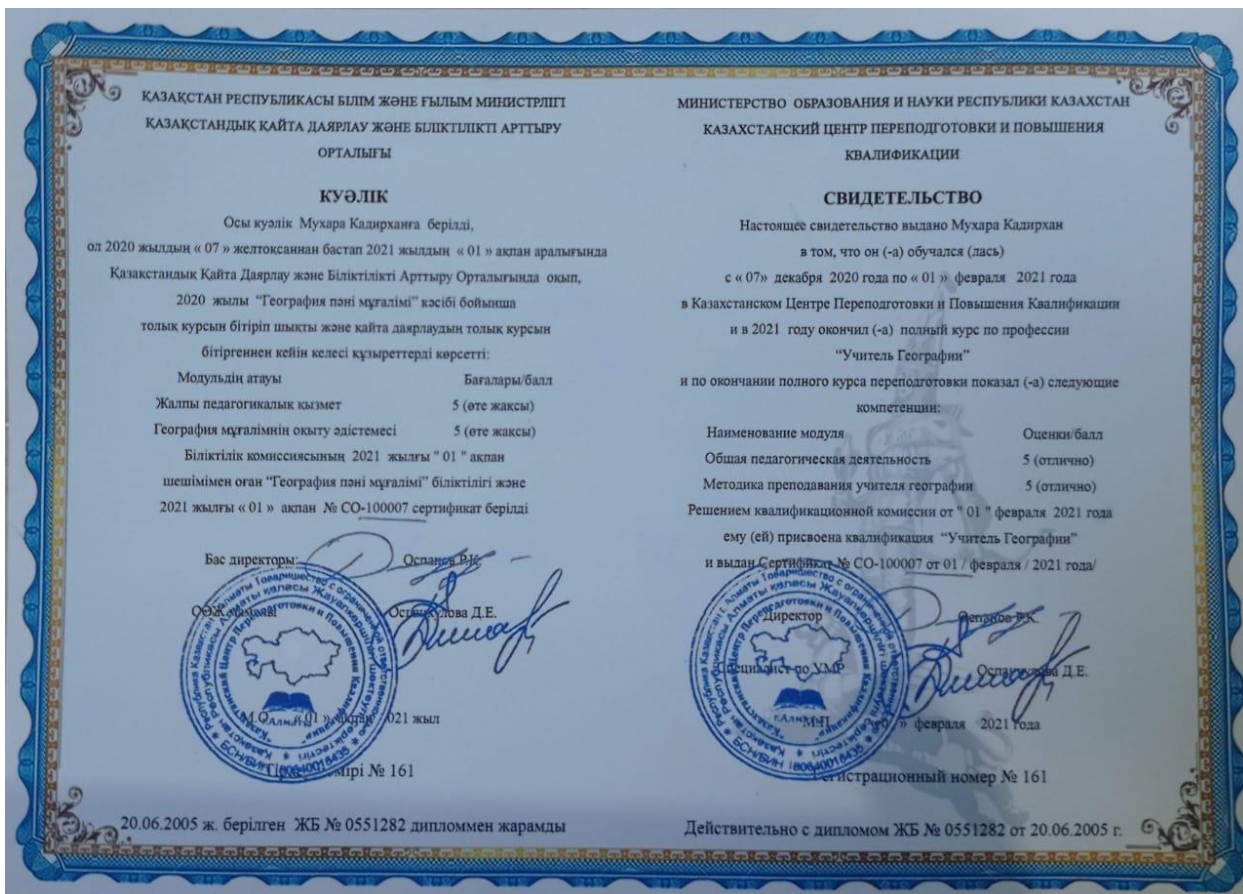 ҚАЗАҚСТАН РЕСПУБЛИКАСЫ БІЛІМ ЖӘНЕ ҒЫЛЫМ МИНИСТРЛІГІ
ҚАЗАҚСТАНДЫҚ ҚАЙТА ДАЯРЛАУ ЖӘНЕ БІЛІКТІЛІКТІ АРТТЫРУ
ОРТАЛЫҒЫ
КУӘЛІК
Осы куәлік Мухара Кадирханға берілді,
ол 2020 жылдың « 07 » желтоқсаннан бастап 2021 жылдың « 01 » ақпан аралығында
Қазақстандық Қайта Даярлау және Біліктілікті Арттыру Орталығында оқып,
2020 жылы “География пәні мұғалімі” кәсібі бойынша
толық курсын бітіріп шықты және қайта даярлаудың толық курсын
бітіргеннен кейін келесі құзыреттерді көрсетті:
Модульдің атауы Бағалары/балл
Жалпы педагогикалық қызмет 5 (өте жақсы)
География мұғалімнің оқыту әдістемесі 5 (өте жақсы)
Біліктілік комиссиясының 2021 жылғы " 01 " ақпан
шешімімен оған “География пәні мұғалімі” біліктілігі және
2021 жылғы « 01 » ақпан № СО-100007 сертификат берілді
Бас директоры: Оспанов Р.К.
Д.Е.
М.О. « 01 » ақпан 2021 жыл
№ 161
20.06.2005 ж. берілген ЖБ № 0551282 дипломмен жарамды
МИНИСТЕРСТВО ОБРАЗОВАНИЯ И НАУКИ РЕСПУБЛИКИ КАЗАХСТАН
КАЗАХСТАНСКИЙ ЦЕНТР ПЕРЕПОДГОТОВКИ И ПОВЫШЕНИЯ
КВАЛИФИКАЦИИ
СВИДЕТЕЛЬСТВО
Настоящее свидетельство выдано Мухара Кадирхан
в том, что он (-а) обучался (лась)
с « 07» декабря 2020 года по « 01 » февраля 2021 года
в Казахстанском Центре Переподготовки и Повышения Квалификации
и в 2021 году окончил (-а) полный курс по профессии
“Учитель Географии”
и по окончании полного курса переподготовки показал (-а) следующие
компетенции:
Наименование модуля Оценки/балл
Общая педагогическая деятельность 5 (отлично)
Методика преподавания учителя географии 5 (отлично)
Решением квалификационной комиссии от " 01 " февраля 2021 года
ему (ей) присвоена квалификация “Учитель Географии”
и выдан Сертификат № СО-100007 от 01 / февраля / 2021 года/
Директор Оспанов Р.К.
Специалист по УМР Д.Е.
М.П. февраля 2021 года
Регистрационный номер № 161
Действительно с дипломом ЖБ № 0551282 от 20.06.2005 г.